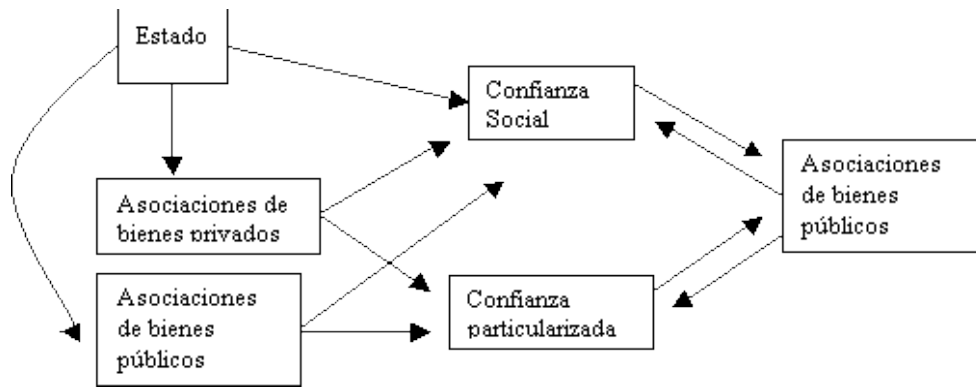 Estado
Confianza
Social
Asociaciones
de bienes
públicos
Asociaciones de
bienes privados
Asociaciones
de bienes
públicos
Confianza
particularizada